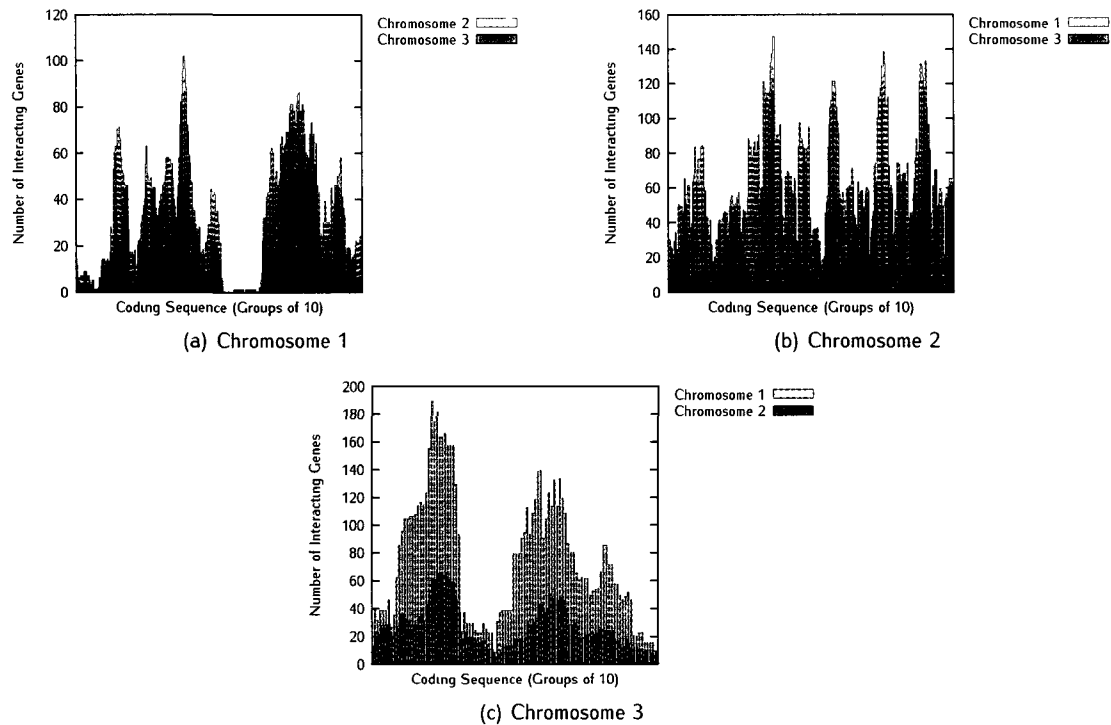 120
100
80
60
40
20
0
Number of Interacting Genes
Coding Sequence (Groups of 10)
Chromosome 2
Chromosome 3
(a) Chromosome 1
160
140
120
100
80
60
40
20
0
Number of Interacting Genes
Coding Sequence (Groups of 10)
Chromosome 1
Chromosome 3
(b) Chromosome 2
200
180
160
140
120
100
80
60
40
20
0
Number of Interacting Genes
Coding Sequence (Groups of 10)
Chromosome 1
Chromosome 2
(c) Chromosome 3